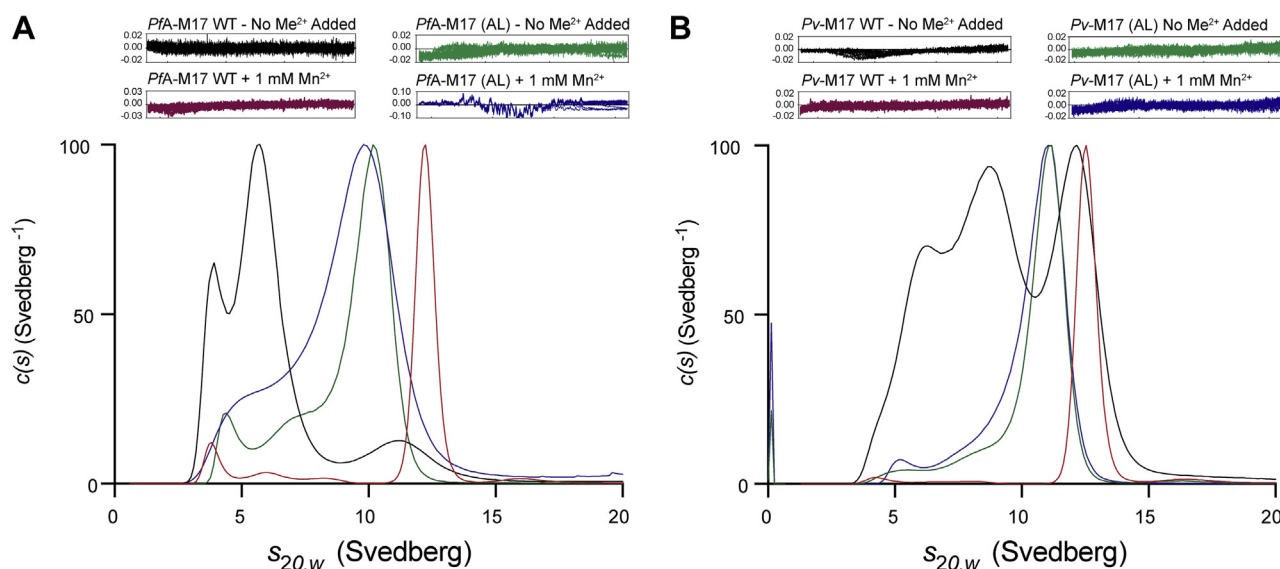 A
PfA-M17 WT - No Me2+ Added
0.02
0.00
-0.02
PfA-M17 (AL) - No Me2+ Added
0.02
0.00
-0.02
PfA-M17 WT + 1 mM Mn2+
0.03
0.00
-0.03
PfA-M17 (AL) + 1 mM Mn2+
0.10
0.00
-0.10
100
50
0
c(s) (Svedberg -1)
0 5 10 15 20
s20,w (Svedberg)
B
Pv-M17 WT - No Me2+ Added
0.02
0.00
-0.02
Pv-M17 (AL) No Me2+ Added
0.02
0.00
-0.02
Pv-M17 WT + 1 mM Mn2+
0.02
0.00
-0.02
Pv-M17 (AL) + 1 mM Mn2+
0.02
0.00
-0.02
100
50
0
c(s) (Svedberg -1)
0 5 10 15 20
s20,w (Svedberg)